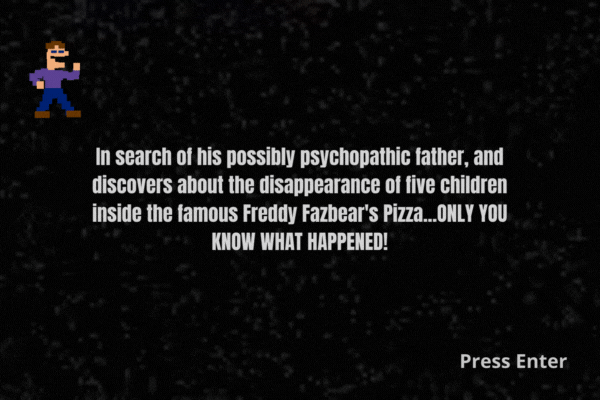 In search of his possibly psychopathic father, and
discovers about the disappearance of five children
inside the famous Freddy Fazbear's Pizza...ONLY YOU
KNOW WHAT HAPPENED!
Press Enter